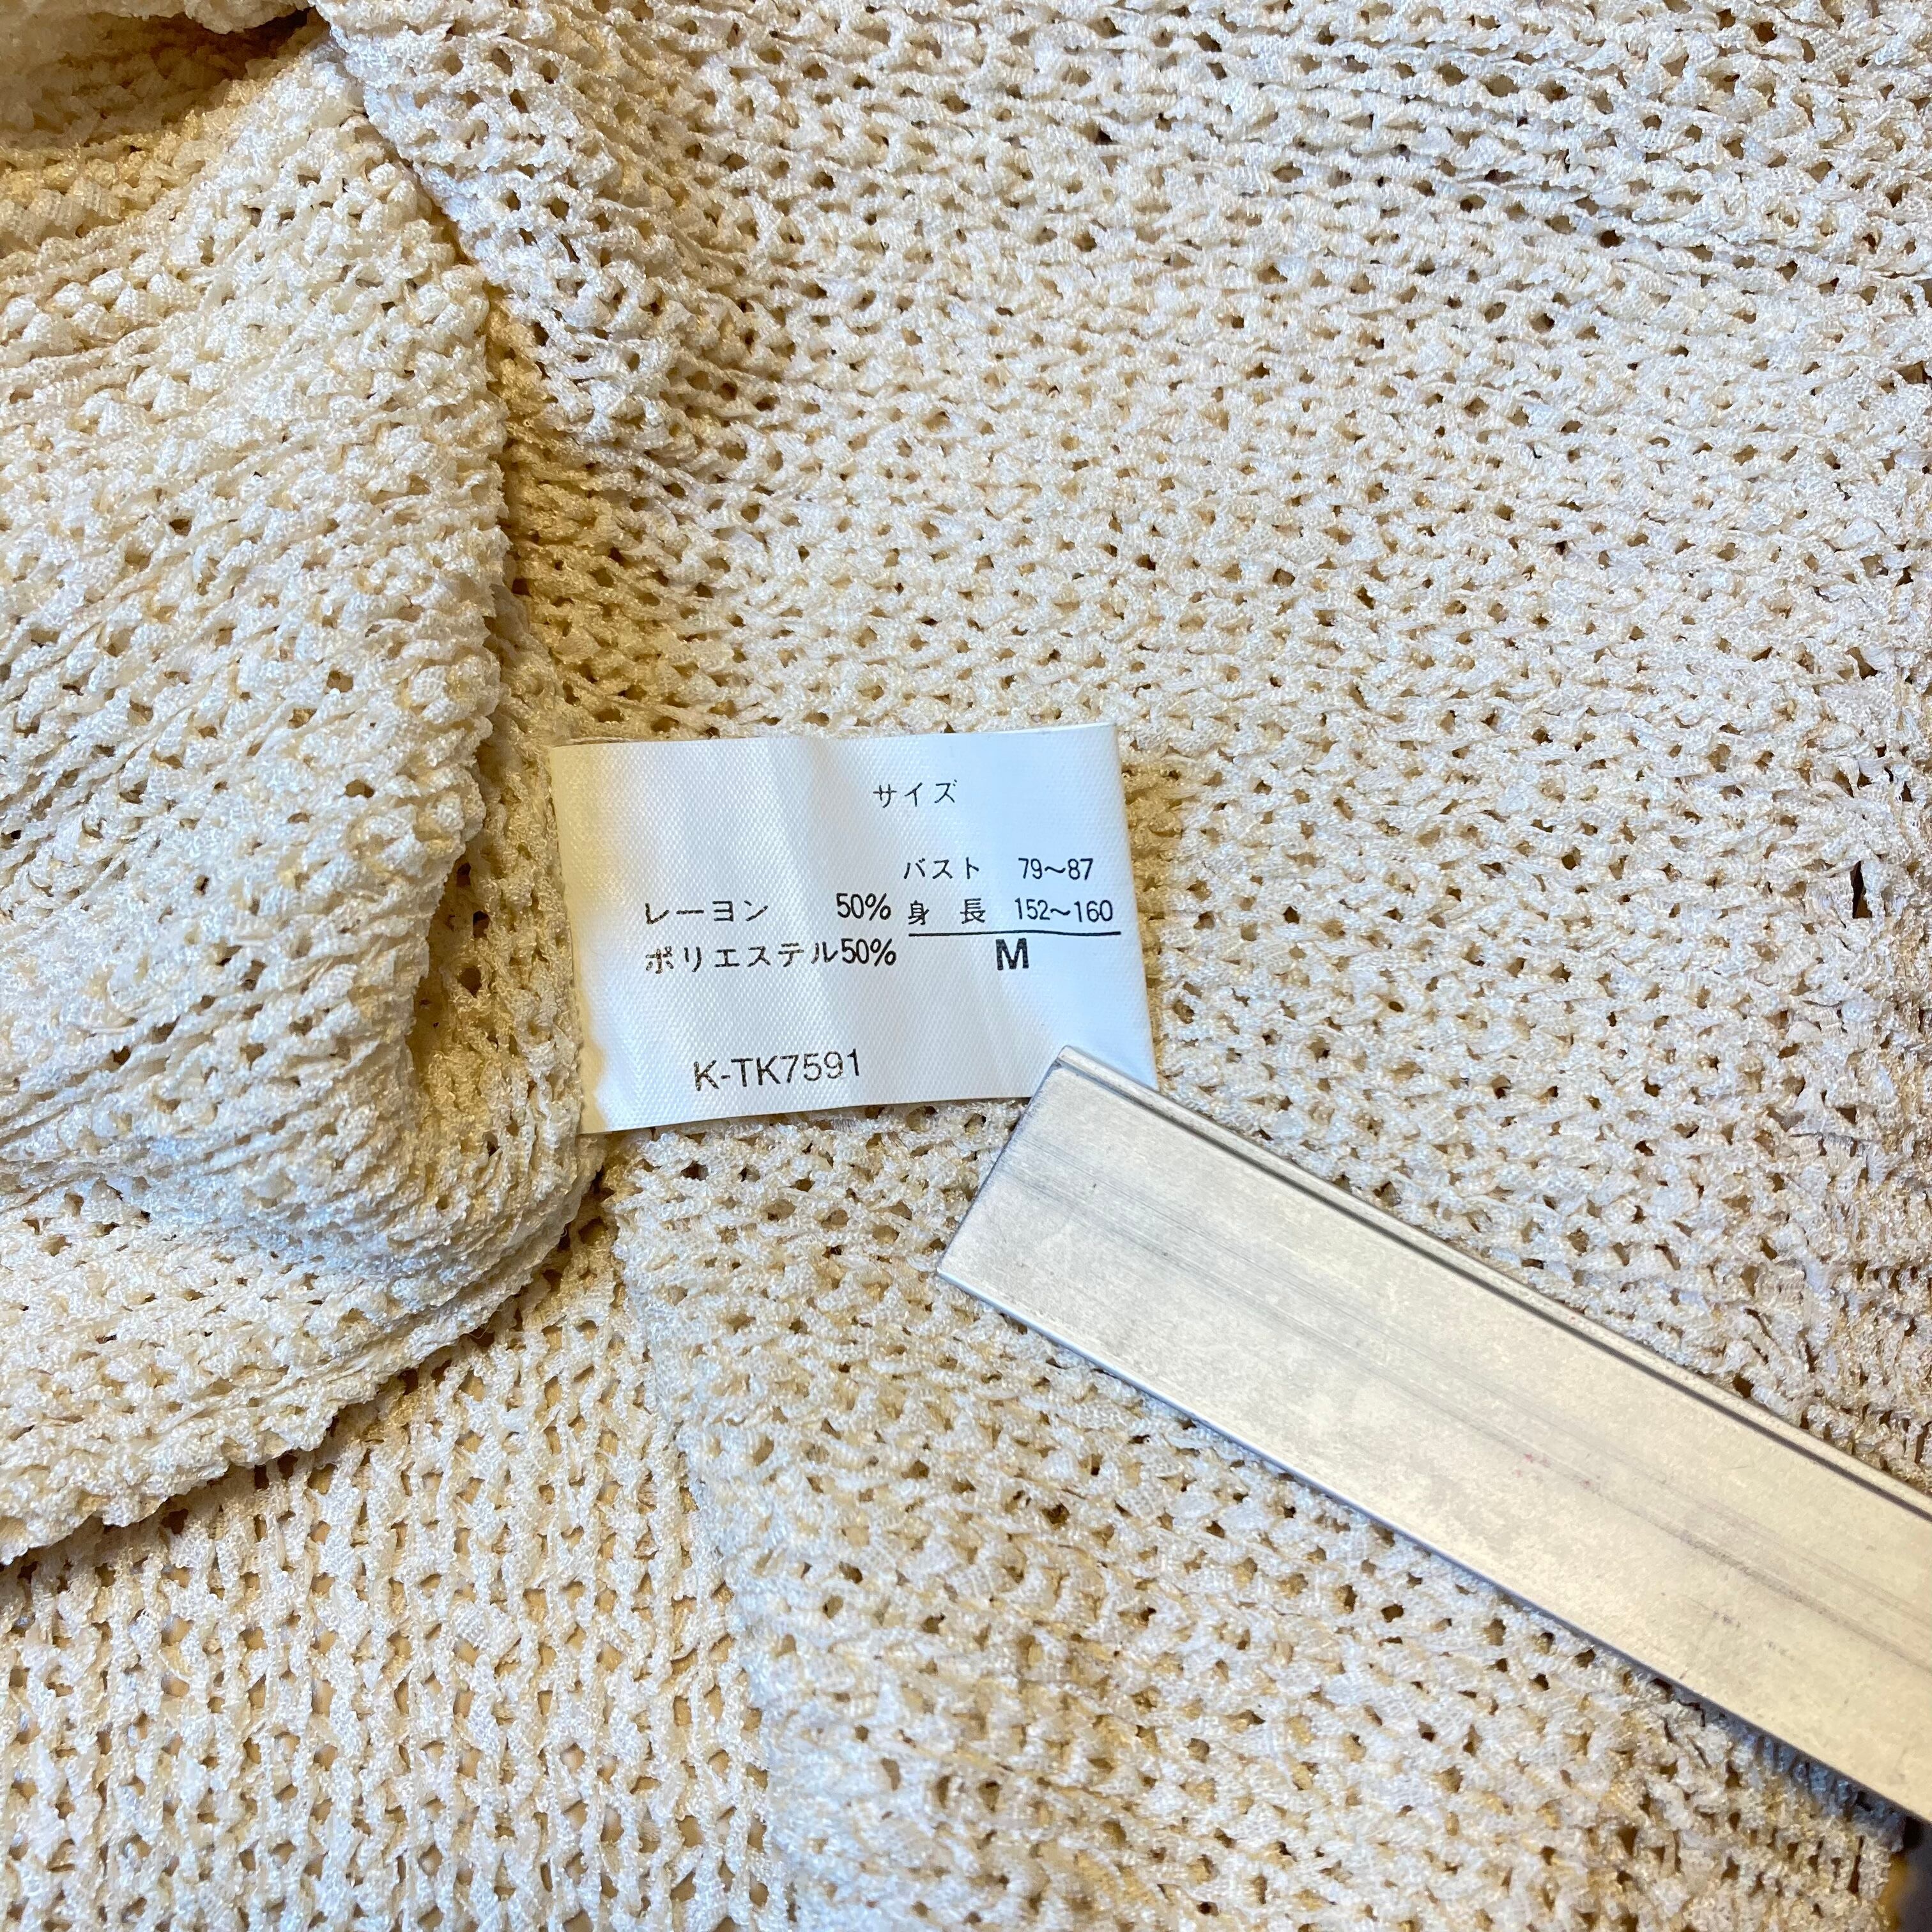 サイズ
バスト 79～87
レーヨン 50% 身長 152～160
ポリエステル50% M
K-TK7591